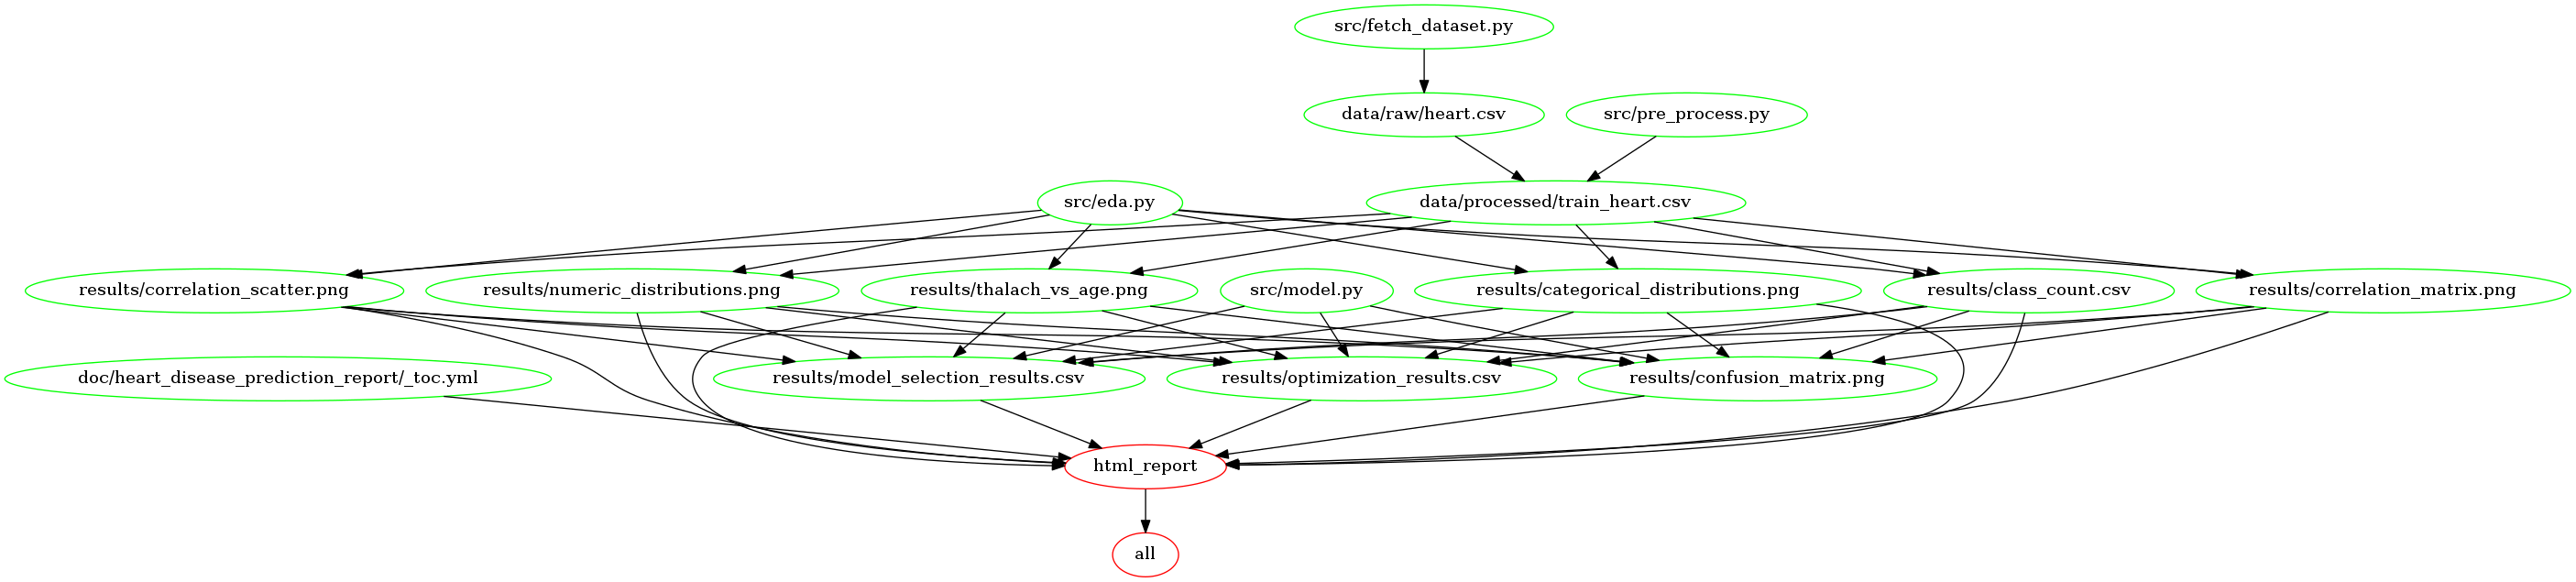 src/fetch_dataset.py
data/raw/heart.csv
src/pre_process.py
src/eda.py
data/processed/train_heart.csv
results/correlation_scatter.png
results/numeric_distributions.png
results/thalach_vs_age.png
src/model.py
results/categorical_distributions.png
results/class_count.csv
results/correlation_matrix.png
doc/heart_disease_prediction_report/_toc.yml
results/model_selection_results.csv
results/optimization_results.csv
results/confusion_matrix.png
html_report
all